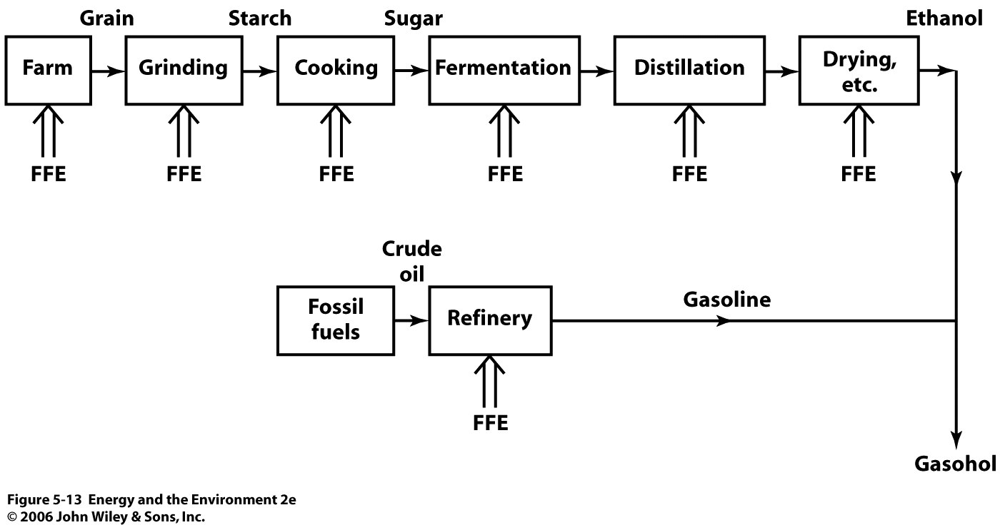 Grain
Starch
Sugar
Ethanol
Farm
Grinding
Cooking
Fermentation
Distillation
Drying,
etc.
FFE
FFE
FFE
FFE
FFE
FFE
Crude
oil
Fossil
fuels
Refinery
Gasoline
FFE
Gasohol
Figure 5-13  Energy and the Environment 2e
© 2006 John Wiley & Sons, Inc.